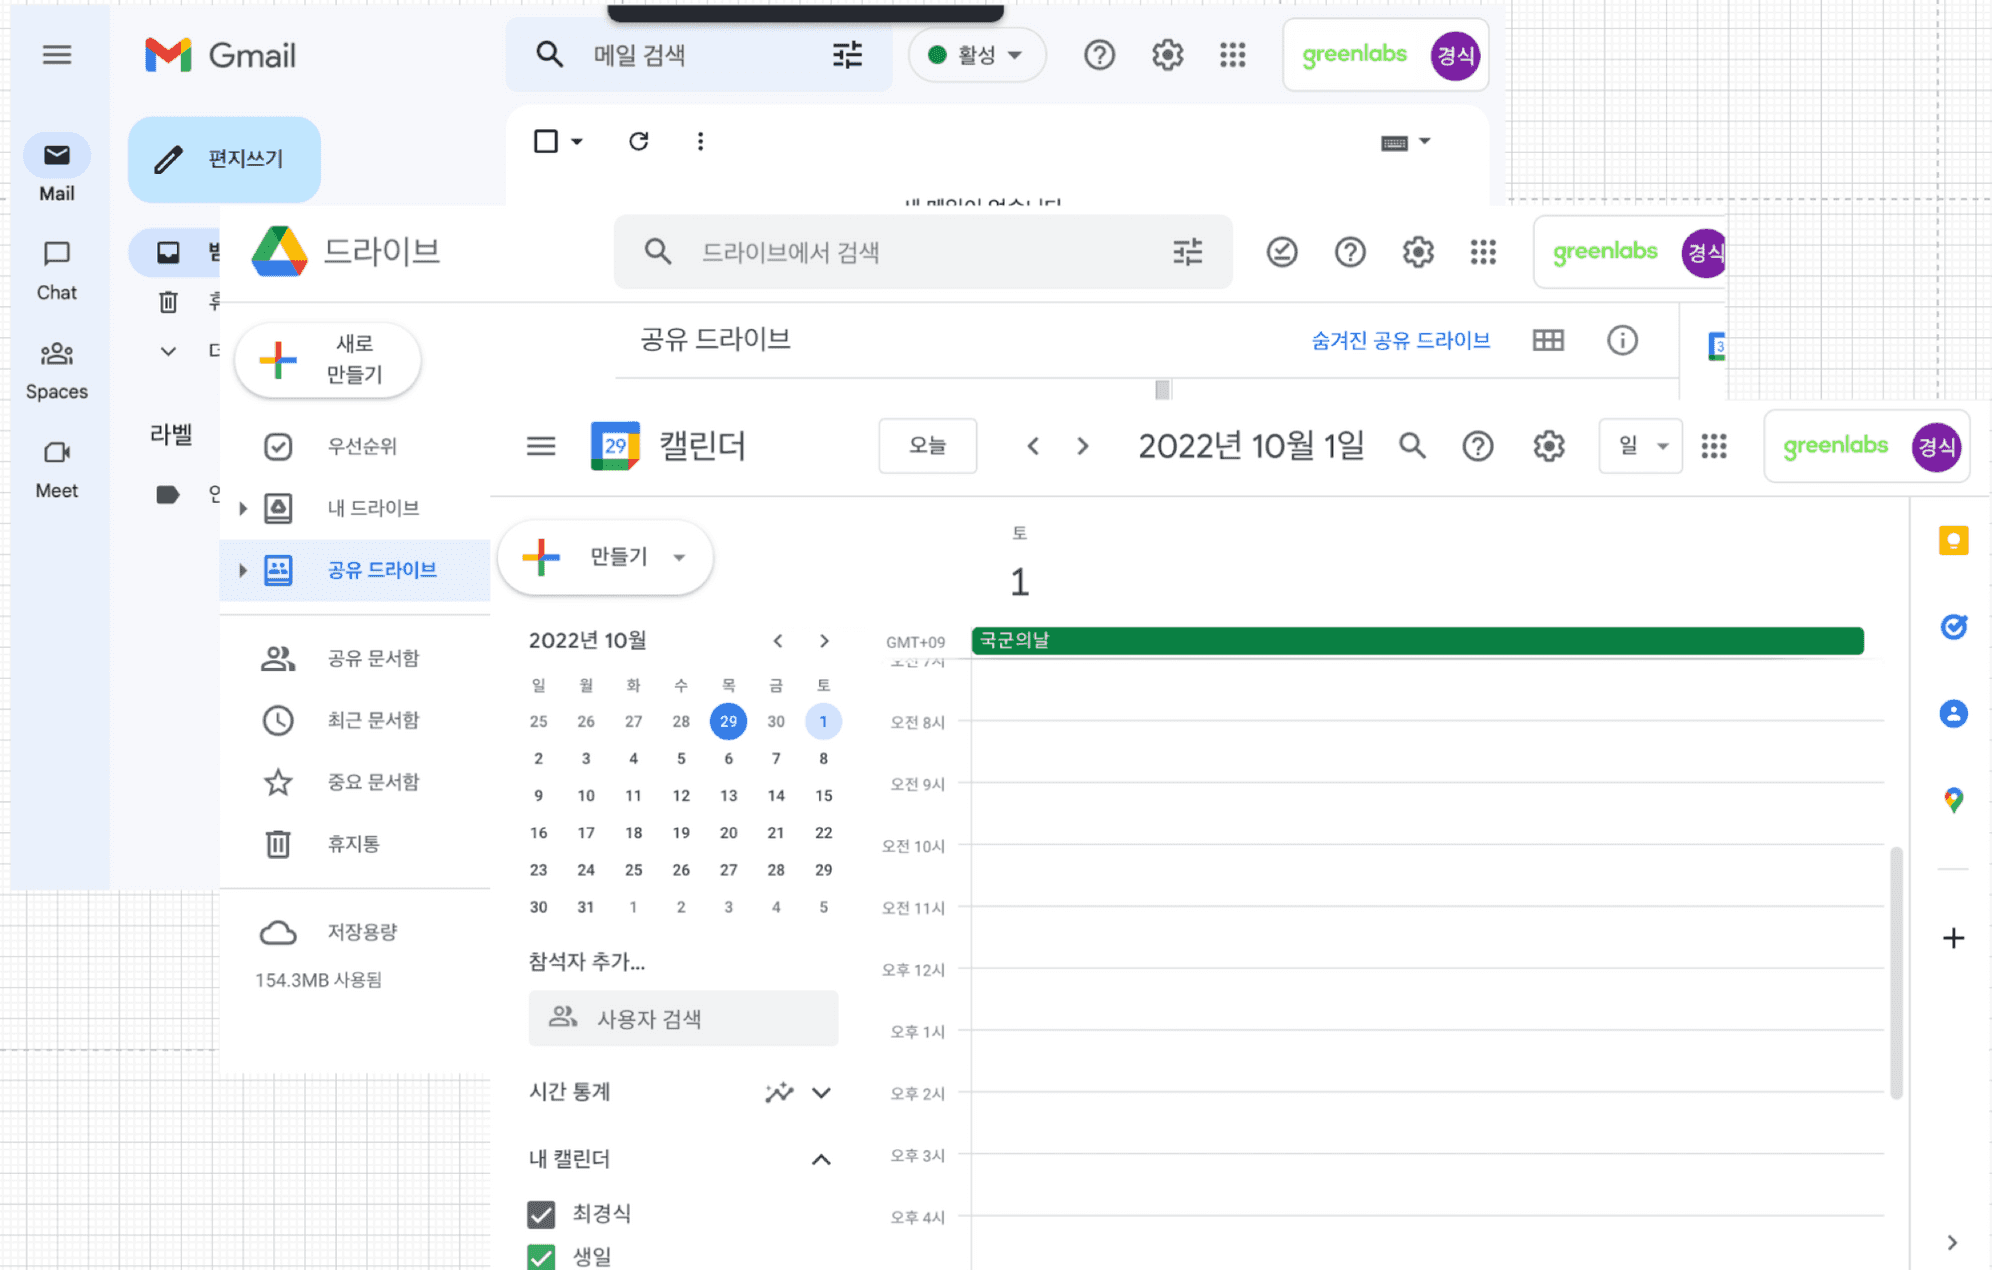 Gmail
메일 검색
활성
greenlabs
경식
Mail
편지쓰기
Chat
Spaces
라벨
Meet
드라이브
드라이브에서 검색
greenlabs
경식
새로
만들기
공유 드라이브
숨겨진 공유 드라이브
우선순위
내 드라이브
공유 드라이브
공유 문서함
최근 문서함
중요 문서함
휴지통
저장용량
154.3MB 사용됨
29
캘린더
오늘
2022년 10월 1일
일
greenlabs
경식
만들기
토
1
2022년 10월
GMT+09
국군의날
일 월 화 수 목 금 토
25 26 27 28 29 30 1
2 3 4 5 6 7 8
9 10 11 12 13 14 15
16 17 18 19 20 21 22
23 24 25 26 27 28 29
30 31 1 2 3 4 5
참석자 추가...
사용자 검색
시간 통계
내 캘린더
최경식
생일
오전 7시
오전 8시
오전 9시
오전 10시
오전 11시
오후 12시
오후 1시
오후 2시
오후 3시
오후 4시